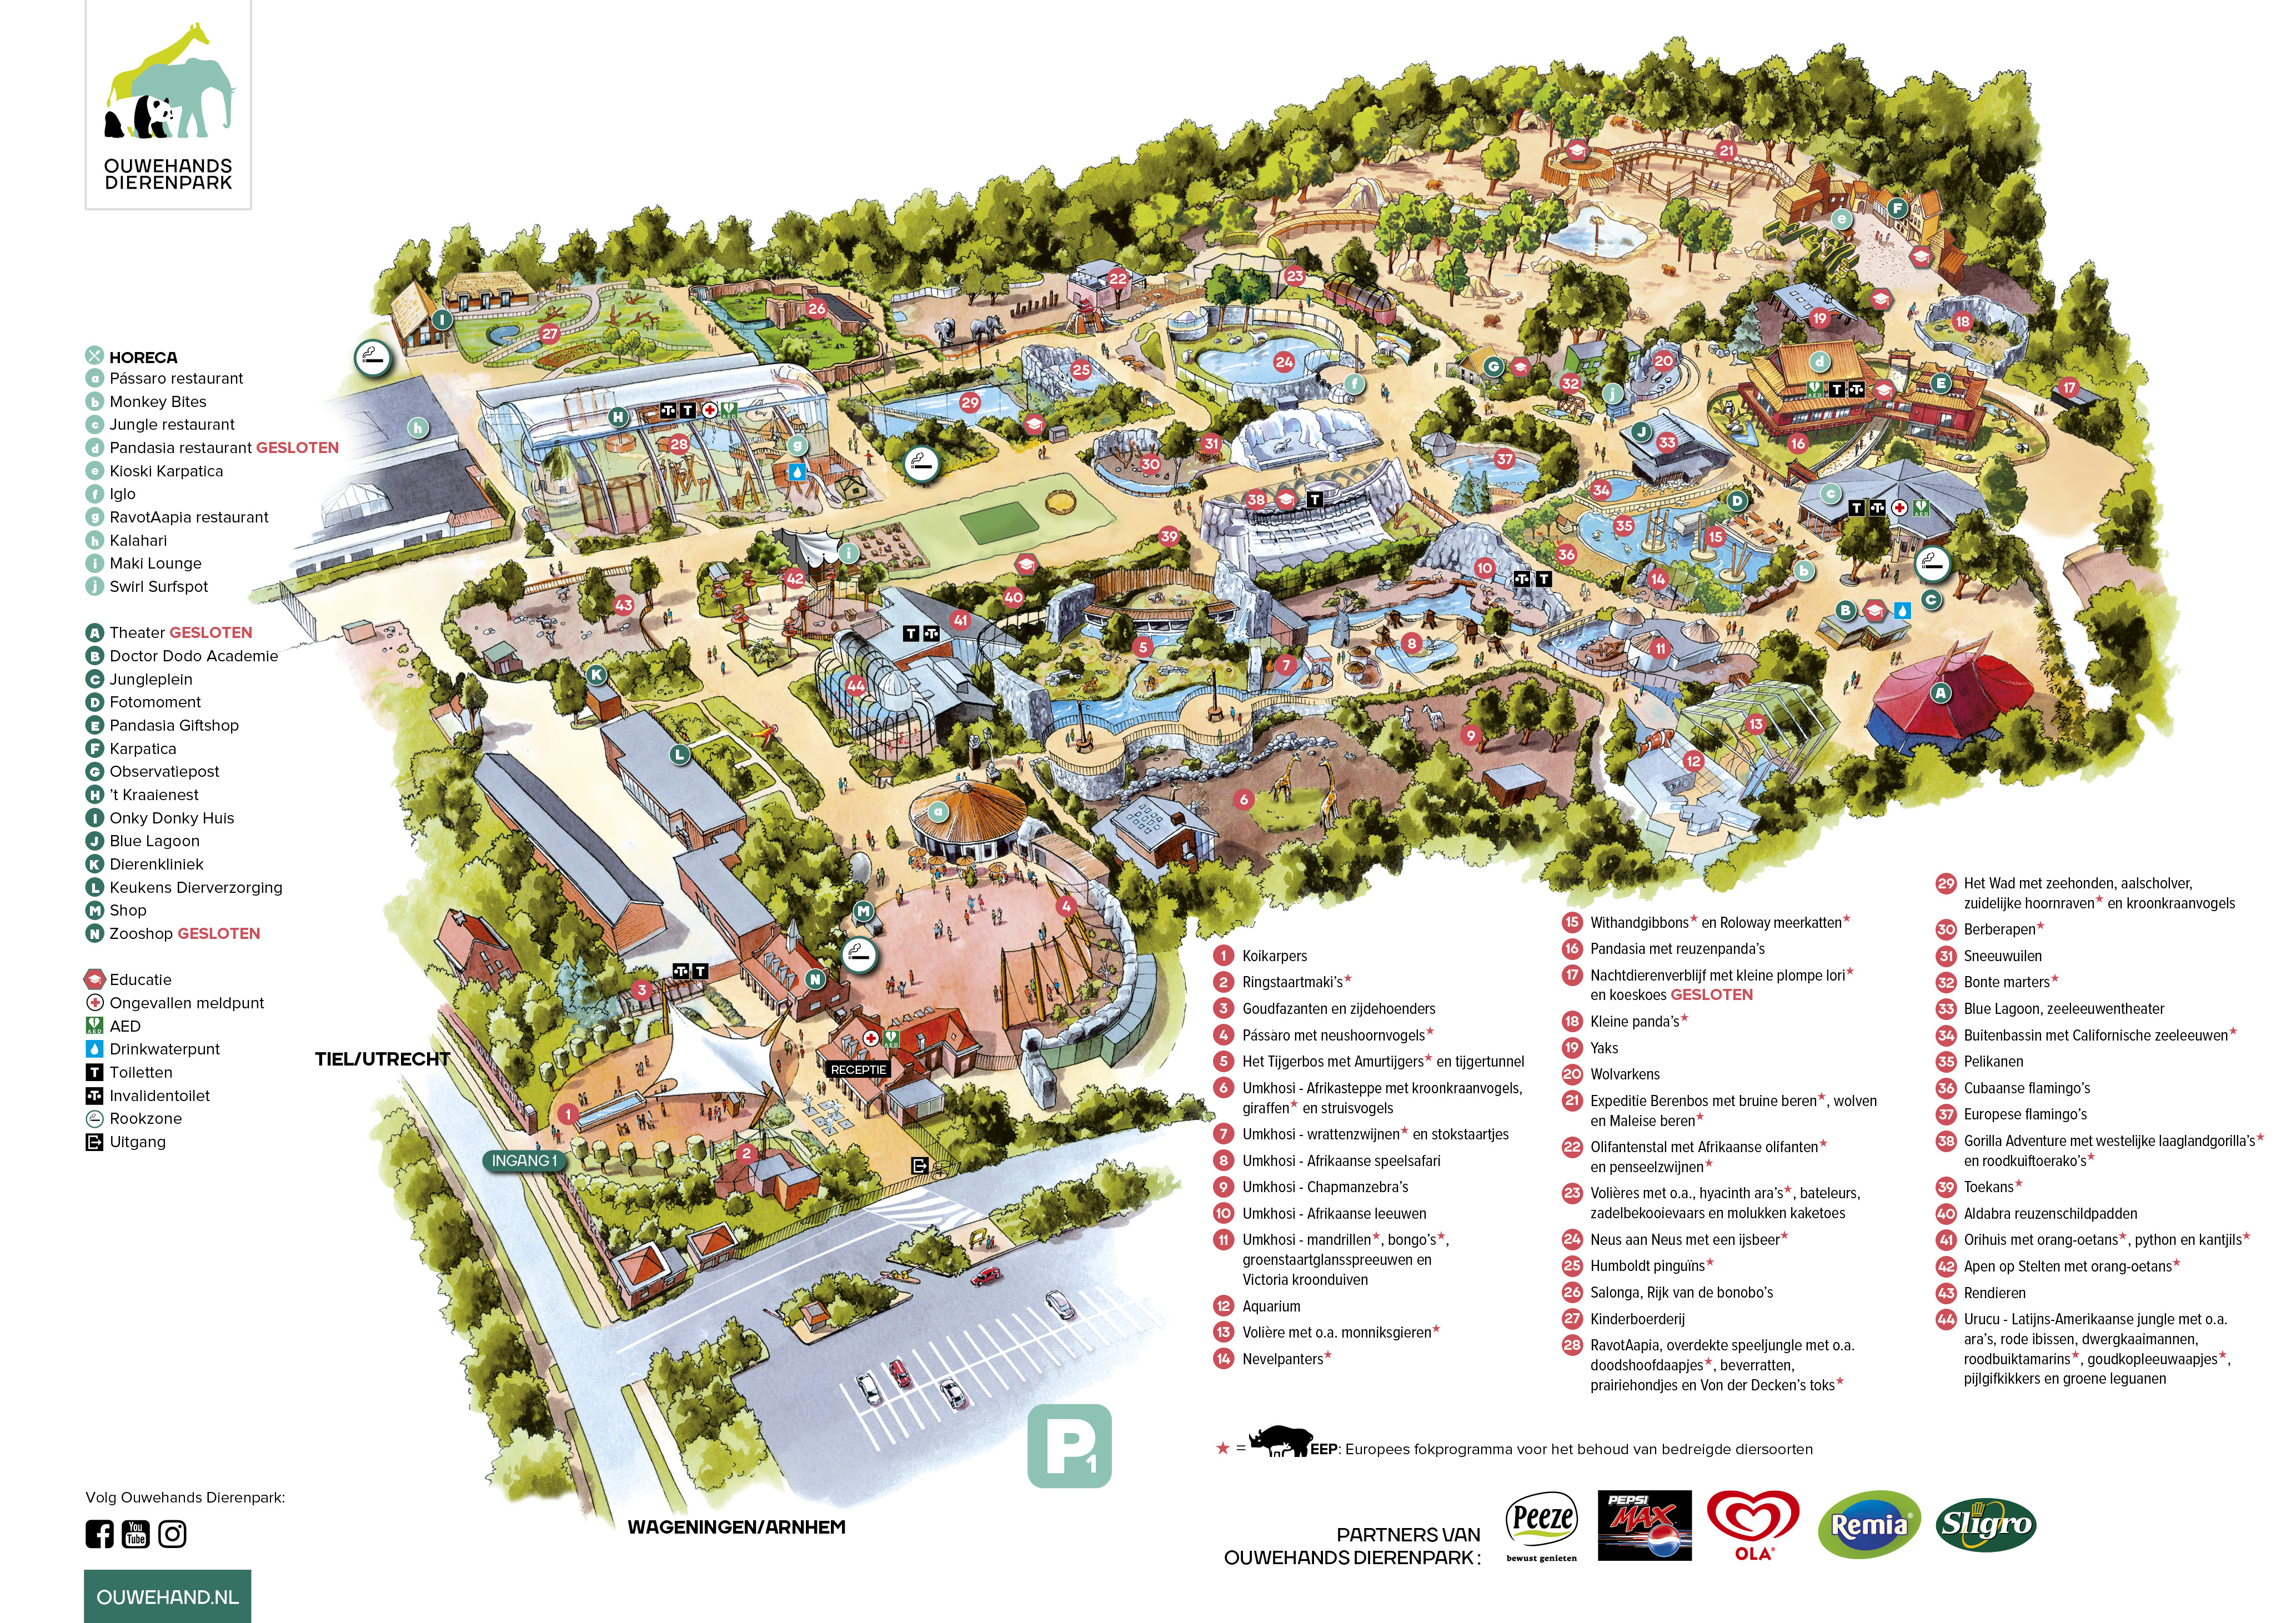 OUWEHANDS
DIERENPARK
HORECA
a Pássaro restaurant
b Monkey Bites
c Jungle restaurant
d Pandasia restaurant GESLOTEN
e Kioski Karpatica
f Iglo
g RavotAapia restaurant
h Kalahari
i Maki Lounge
j Swirl Surfspot
A Theater GESLOTEN
B Doctor Dodo Academie
C Jungleplein
D Fotomoment
E Pandasia Giftshop
F Karpatica
G Observatiepost
H 't Kraaienest
I Onky Donky Huis
J Blue Lagoon
K Dierenkliniek
L Keukens Dierverzorging
M Shop
N Zooshop GESLOTEN
Educatie
Ongevallen meldpunt
AED
Drinkwaterpunt
T Toiletten
T Invalidentoilet
Rookzone
Uitgang
TIEL/UTRECHT
RECEPTIE
INGANG 1
WAGENINGEN/ARNHEM
P1
1 Koikarpers
2 Ringstaartmaki's★
3 Goudfazanten en zijdehoenders
4 Pássaro met neushoornvogels★
5 Het Tijgerbos met Amurtijgers★ en tijgertunnel
6 Umkhosi - Afrikasteppe met kroonkraanvogels,
giraffen★ en struisvogels
7 Umkhosi - wrattenzwijnen★ en stokstaartjes
8 Umkhosi - Afrikaanse speelsafari
9 Umkhosi - Chapmanzebra's
10 Umkhosi - Afrikaanse leeuwen
11 Umkhosi - mandrillen★, bongo's★,
groenstaartglansspreeuwen en
Victoria kroonduiven
12 Aquarium
13 Volière met o.a. monniksgieren★
14 Nevelpanters★
15 Withandgibbons★ en Roloway meerkatten★
16 Pandasia met reuzenpanda's
17 Nachtdierenverblijf met kleine plompe lori★
en koeskoes GESLOTEN
18 Kleine panda's★
19 Yaks
20 Wolvarkens
21 Expeditie Berenbos met bruine beren★, wolven
en Maleise beren★
22 Olifantenstal met Afrikaanse olifanten★
en penseelzwijnen★
23 Volières met o.a., hyacinth ara's★, bateleurs,
zadelbekooievaars en molukken kaketoes
24 Neus aan Neus met een ijsbeer★
25 Humboldt pinguïns★
26 Salonga, Rijk van de bonobo's
27 Kinderboerderij
28 RavotAapia, overdekte speeljungle met o.a.
doodshoofdaapjes★, beverratten,
prairiehondjes en Von der Decken's toks★
29 Het Wad met zeehonden, aalscholver,
zuidelijke hoornraven★ en kroonkraanvogels
30 Berberapen★
31 Sneeuwuilen
32 Bonte marters★
33 Blue Lagoon, zeeleeuwentheater
34 Buitenbassin met Californische zeeleeuwen★
35 Pelikanen
36 Cubaanse flamingo's
37 Europese flamingo's
38 Gorilla Adventure met westelijke laaglandgorilla's★
en roodkuiftoerako's★
39 Toekans★
40 Aldabra reuzenschildpadden
41 Orihuis met orang-oetans★, python en kantjils★
42 Apen op Stelten met orang-oetans★
43 Rendieren
44 Urucu - Latijns-Amerikaanse jungle met o.a.
ara's, rode ibissen, dwergkaaimannen,
roodbuiktamarins★, goudkopleeuwaapjes★,
pijlgifkikkers en groene leguanen
★ = EEP: Europees fokprogramma voor het behoud van bedreigde diersoorten
Volg Ouwehands Dierenpark:
You Tube
OUWEHAND.NL
PARTNERS VAN
OUWEHANDS DIERENPARK :
Peeze
bewust genieten
PEPSI
MAX
OLA
Remia
Sligro